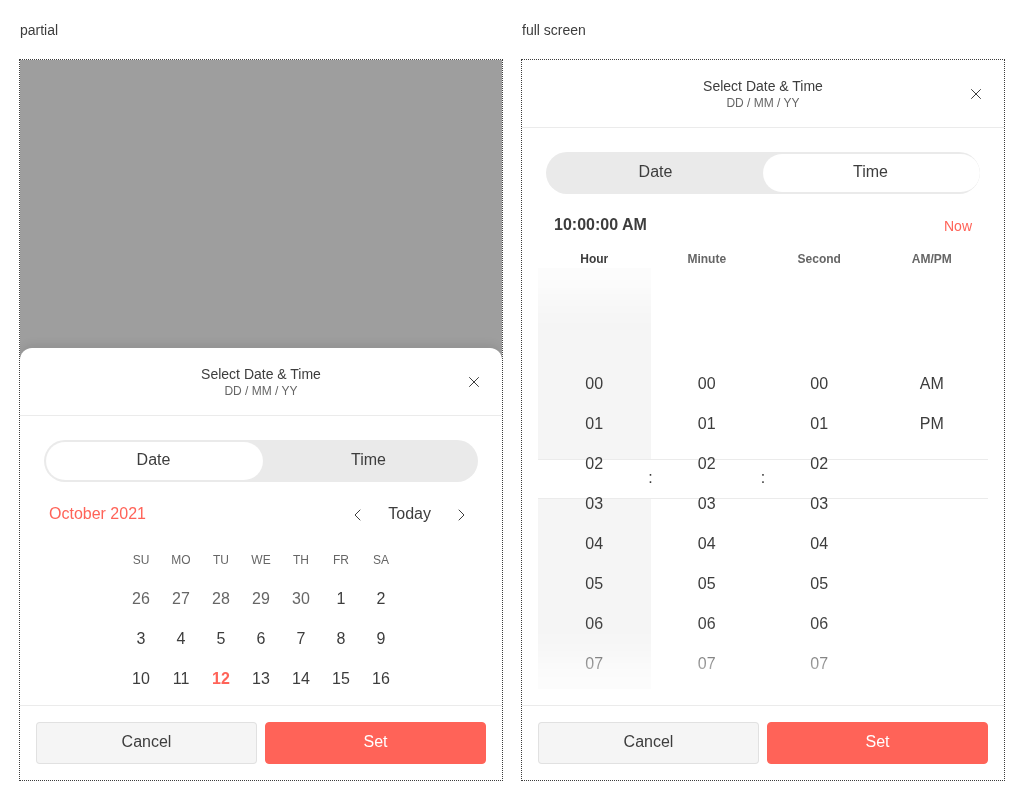 partial
Select Date & Time
DD / MM / YY
Date Time
October 2021 Today
SU MO TU WE TH FR SA
26 27 28 29 30 1 2
3 4 5 6 7 8 9
10 11 12 13 14 15 16
Cancel Set
full screen
Select Date & Time
DD / MM / YY
Date Time
10:00:00 AM Now
Hour Minute Second AM/PM
00 00 00 AM
01 01 01 PM
02 02 02
: :
03 03 03
04 04 04
05 05 05
06 06 06
07 07 07
Cancel Set